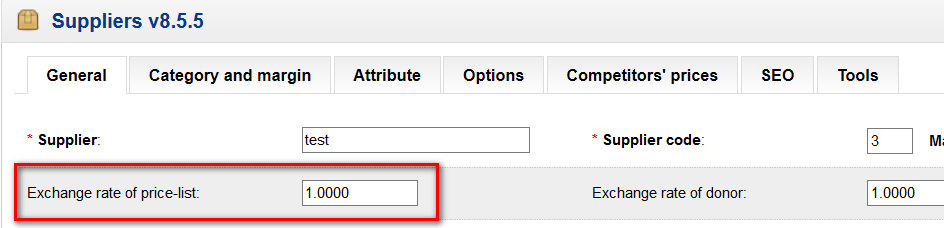 Suppliers v8.5.5
General Category and margin Attribute Options Competitors' prices SEO Tools
* Supplier: test * Supplier code: 3
Exchange rate of price-list: 1.0000 Exchange rate of donor: 1.0000